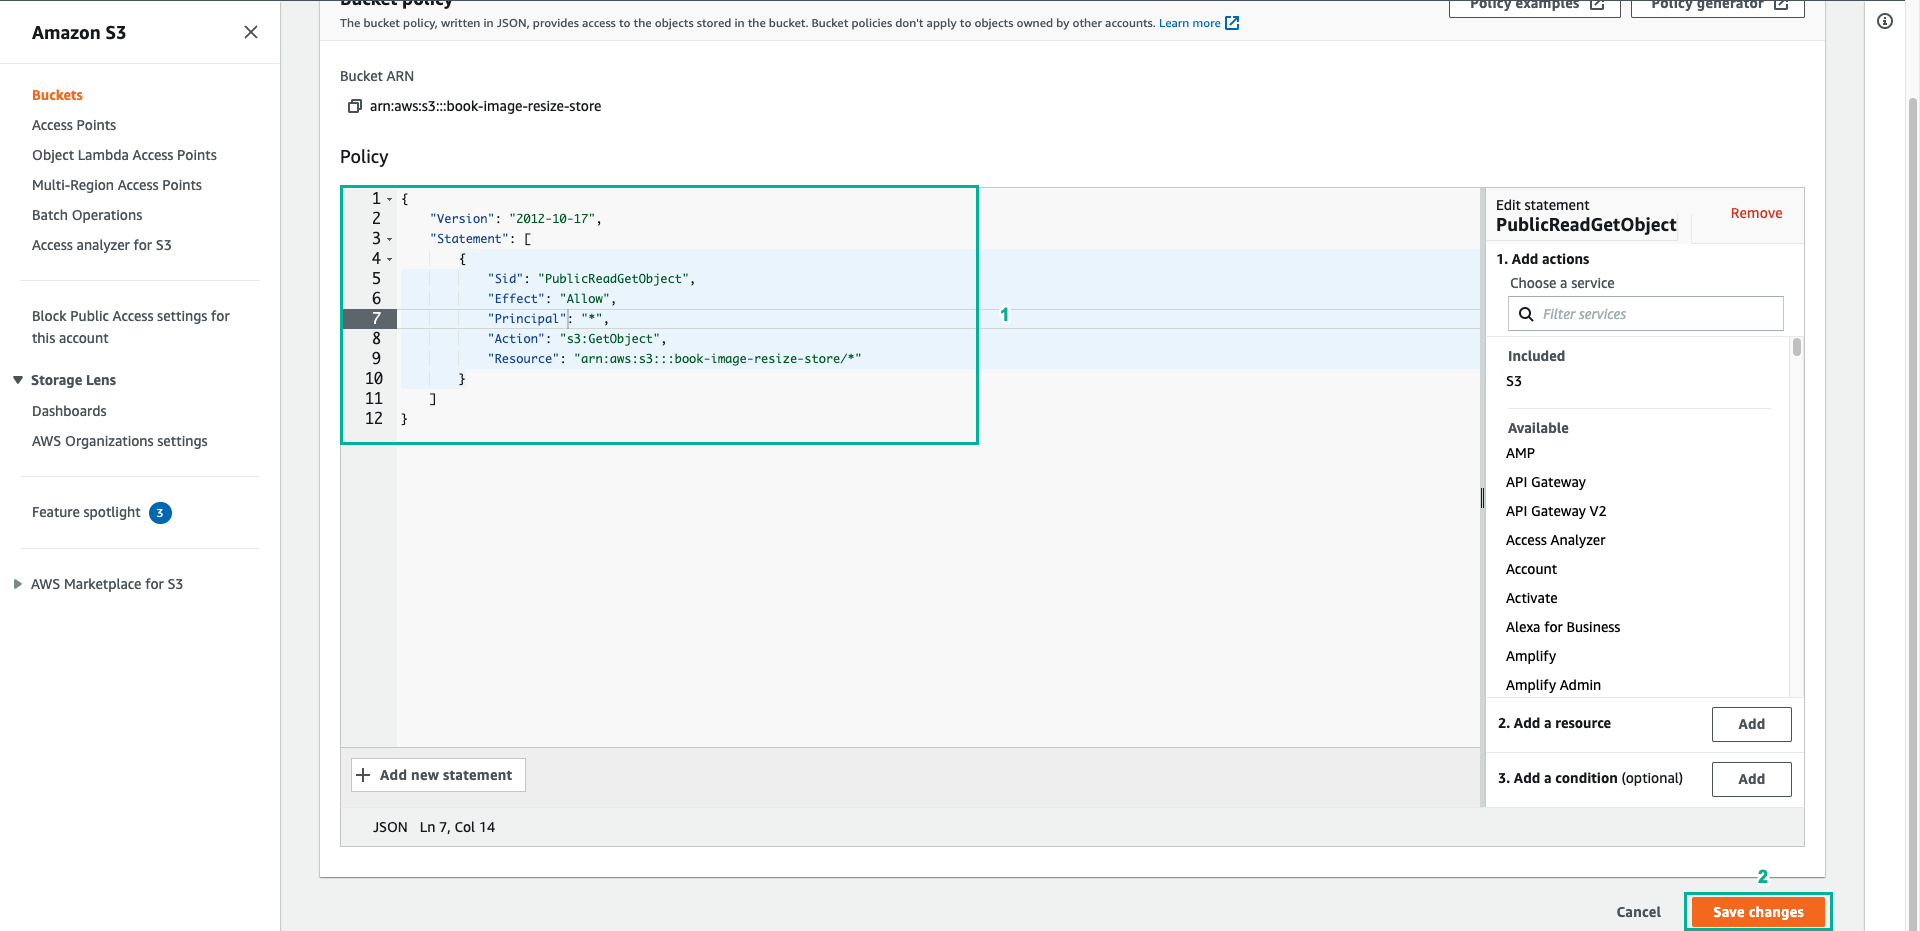 Amazon S3
Buckets
Access Points
Object Lambda Access Points
Multi-Region Access Points
Batch Operations
Access analyzer for S3
Block Public Access settings for
this account
Storage Lens
Dashboards
AWS Organizations settings
Feature spotlight 3
AWS Marketplace for S3
Bucket policy
The bucket policy, written in JSON, provides access to the objects stored in the bucket. Bucket policies don't apply to objects owned by other accounts. Learn more
Policy examples
Policy generator
Bucket ARN
arn:aws:s3:::book-image-resize-store
Policy
1 {
2 "Version": "2012-10-17",
3 "Statement": [
4 {
5 "Sid": "PublicReadGetObject",
6 "Effect": "Allow",
7 "Principal": "*",
8 "Action": "s3:GetObject",
9 "Resource": "arn:aws:s3:::book-image-resize-store/*"
10 }
11 ]
12 }
1
Edit statement
PublicReadGetObject
Remove
1. Add actions
Choose a service
Filter services
Included
S3
Available
AMP
API Gateway
API Gateway V2
Access Analyzer
Account
Activate
Alexa for Business
Amplify
Amplify Admin
2. Add a resource
Add
3. Add a condition (optional)
Add
Add new statement
JSON Ln 7, Col 14
2
Cancel
Save changes